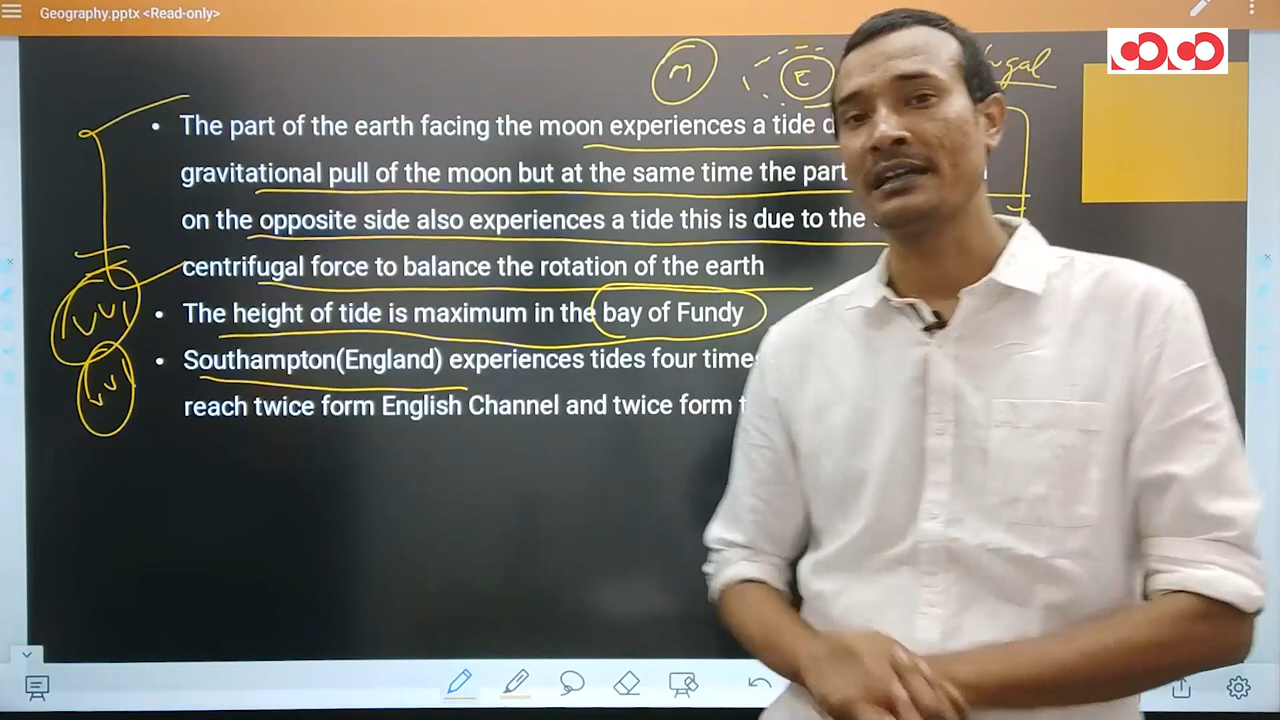 Geography.pptx <Read-only>
M E gal
• The part of the earth facing the moon experiences a tide d
gravitational pull of the moon but at the same time the part
on the opposite side also experiences a tide this is due to the
centrifugal force to balance the rotation of the earth
• The height of tide is maximum in the bay of Fundy
• Southampton(England) experiences tides four time
reach twice form English Channel and twice form t